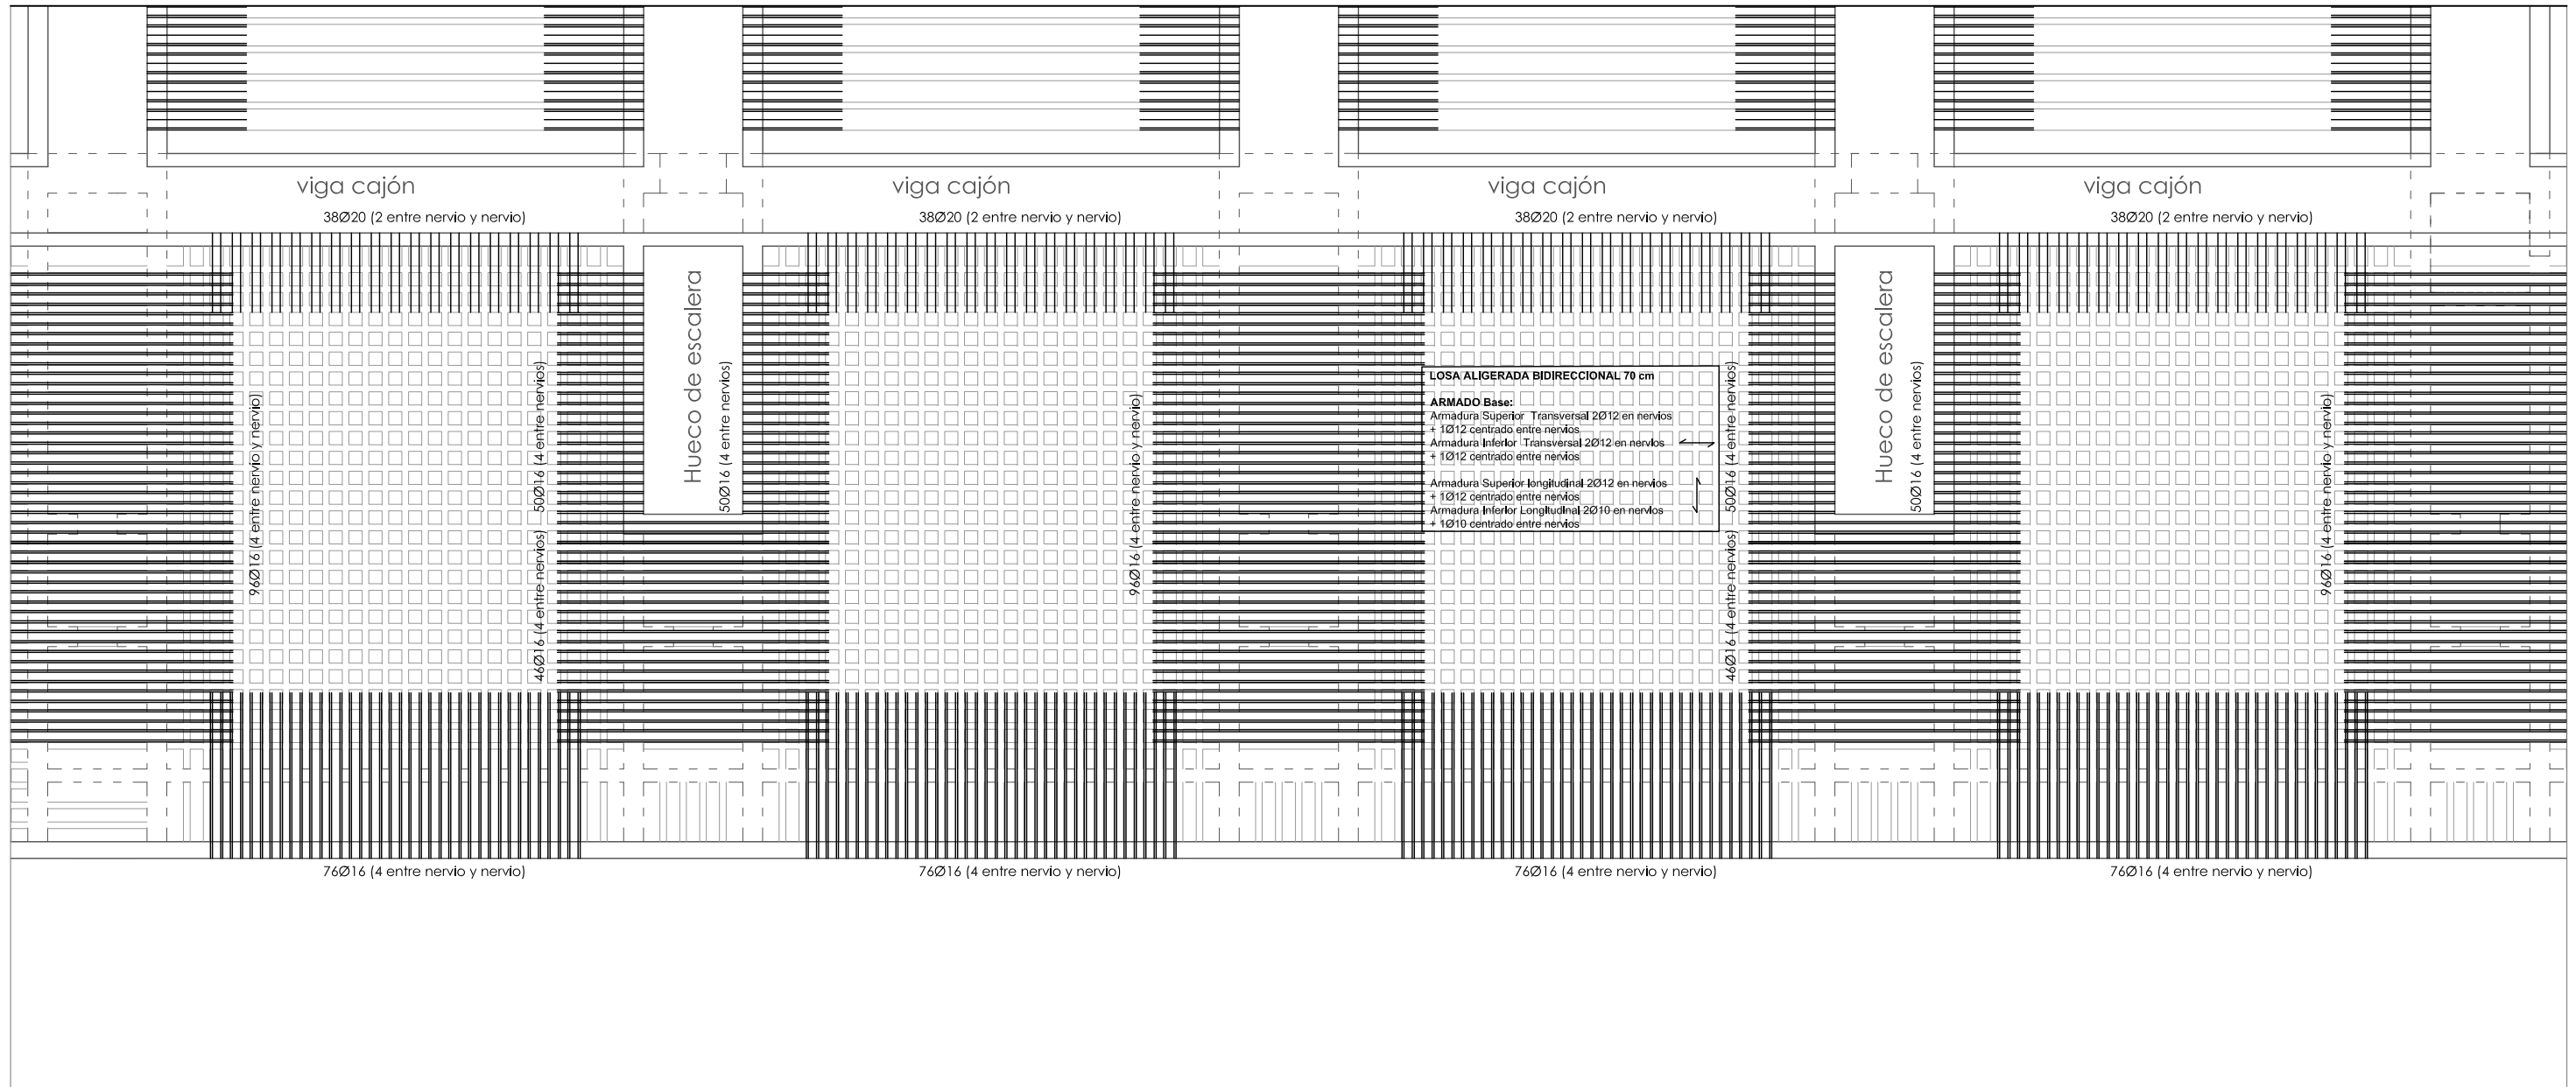 viga cajón
viga cajón
viga cajón
viga cajón
38Ø20 (2 entre nervio y nervio)
38Ø20 (2 entre nervio y nervio)
38Ø20 (2 entre nervio y nervio)
38Ø20 (2 entre nervio y nervio)
96Ø16 (4 entre nervio y nervio)
50Ø16 (4 entre nervios)
46Ø16 (4 entre nervios)
Hueco de escalera
50Ø16 (4 entre nervios)
96Ø16 (4 entre nervio y nervio)
LOSA ALIGERADA BIDIRECCIONAL 70 cm
ARMADO Base:
Armadura Superior Transversal 2Ø12 en nervios
+ 1Ø12 centrado entre nervios
Armadura Inferior Transversal 2Ø12 en nervios
+ 1Ø12 centrado entre nervios
Armadura Superior longitudinal 2Ø12 en nervios
+ 1Ø12 centrado entre nervios
Armadura Inferior Longitudinal 2Ø10 en nervios
+ 1Ø10 centrado entre nervios
50Ø16 (4 entre nervios)
46Ø16 (4 entre nervios)
Hueco de escalera
50Ø16 (4 entre nervios)
96Ø16 (4 entre nervio y nervio)
76Ø16 (4 entre nervio y nervio)
76Ø16 (4 entre nervio y nervio)
76Ø16 (4 entre nervio y nervio)
76Ø16 (4 entre nervio y nervio)